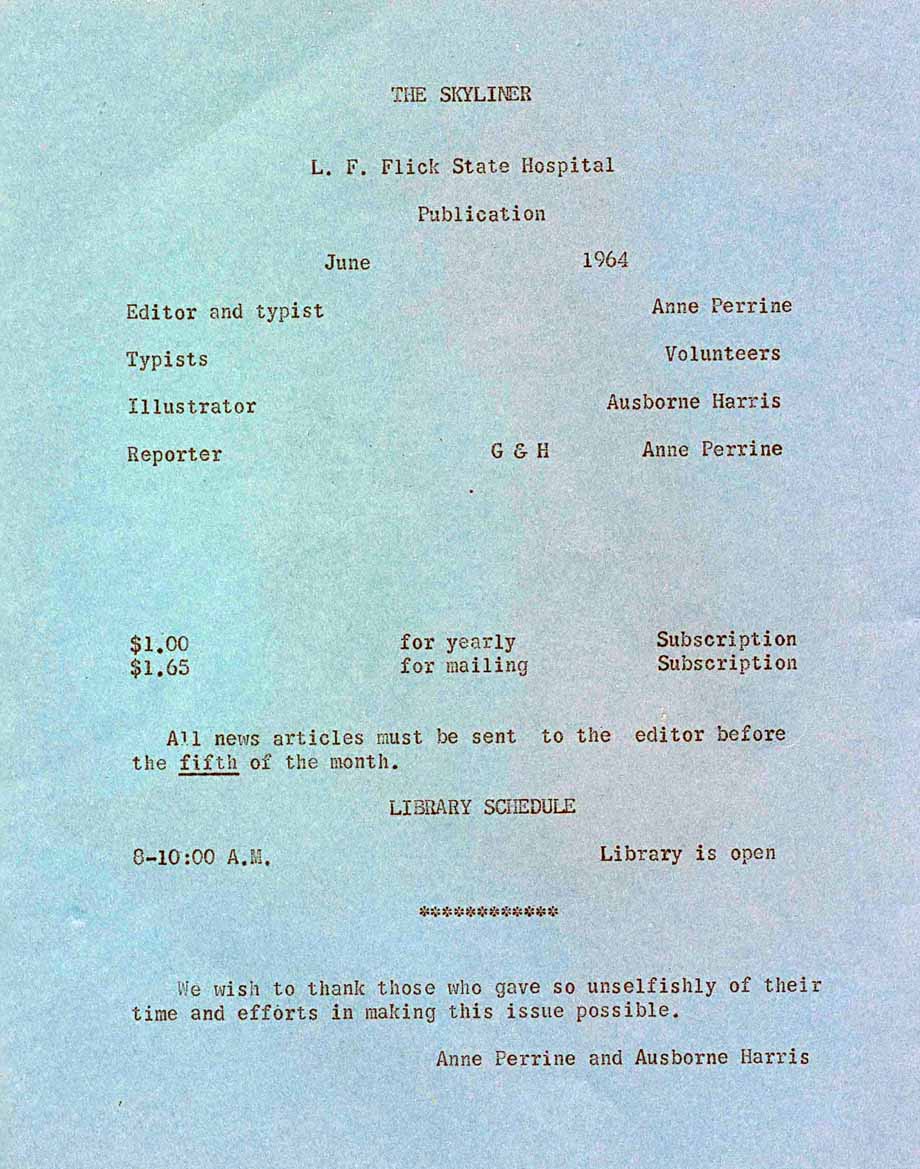 THE SKYLINER
L. F. Flick State Hospital
Publication
June 1964
Editor and typist Anne Perrine
Typists Volunteers
Illustrator Ausborne Harris
Reporter G & H Anne Perrine
$1.00 for yearly Subscription
$1.65 for mailing Subscription
All news articles must be sent to the editor before
the fifth of the month.
LIBRARY SCHEDULE
8-10:00 A.M. Library is open
************
We wish to thank those who gave so unselfishly of their
time and efforts in making this issue possible.
Anne Perrine and Ausborne Harris